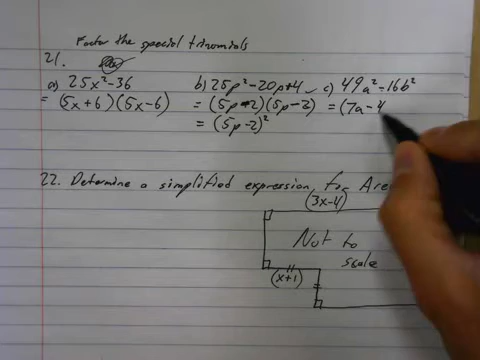 Factor the special trinomials
21.
a) 25x² - 36 b) 25p² - 20p + 4 c) 49a² - 16b²
= (5x + 6)(5x - 6) = (5p - 2)(5p - 2) = (7a - 4
= (5p - 2)²
22. Determine a simplified expression for Are
(3x - 4)
Not to
scale
(x + 1)